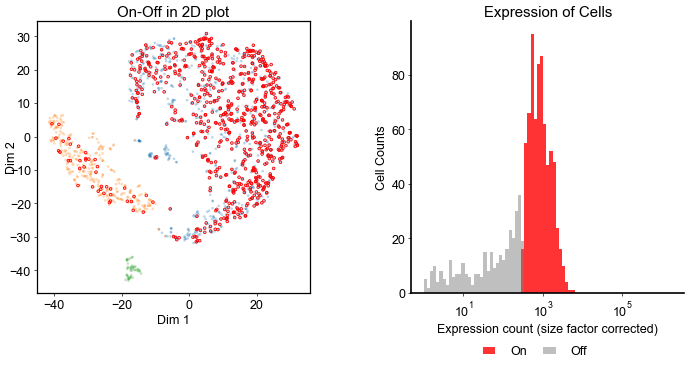 On-Off in 2D plot
30
20
10
0
−10
−20
−30
−40
Dim 2
−40
−20
0
20
Dim 1
Expression of Cells
80
60
40
20
0
Cell Counts
10^1
10^3
10^5
Expression count (size factor corrected)
On
Off